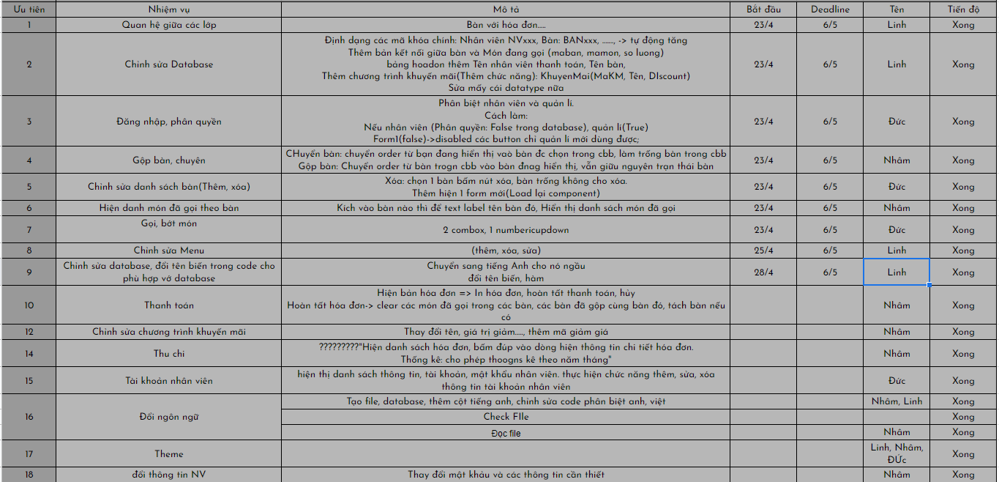 Ưu tiên Nhiệm vụ Mô tả Bắt đầu Deadline Tên Tiến độ
1 Quan hệ giữa các lớp Bàn với hóa đơn..... 23/4 6/5 Linh Xong
Định dạng các mã khóa chính: Nhân viên NVxxx, Bàn: BANxxx, ......., -> tự động tăng
Thêm bản kết nối giữa bàn và Món đang gọi (maban, mamon, so luong)
2 Chỉnh sửa Database bảng hoadon thêm Tên nhân viên thanh toán, Tên bàn, 23/4 6/5 Linh Xong
Thêm chương trình khuyến mãi(Thêm chức năng): KhuyenMai(MaKM, Tên, DIscount)
Sửa mấy cái datatype nữa
Phân biệt nhân viên và quản lí.
Cách làm:
3 Đăng nhập, phân quyền 23/4 6/5 Đức Xong
Nếu nhân viên (Phân quyền: False trong database), quản lí(True)
Form1(false)->disabled các button chỉ quản lí mới dùng được;
CHuyển bàn: chuyển order từ bạn đang hiển thị vaò bàn đc chọn trong cbb, làm trống bàn trong cbb
4 Gộp bàn, chuyên 23/4 6/5 Nhâm Xong
Gộp bàn: Chuyển order từ bàn trogn cbb vào bàn đnag hiển thị, vẫn giữu nguyên trạn thái bàn
Xóa: chọn 1 bàn bấm nút xóa, bàn trống không cho xóa.
5 Chỉnh sửa danh sách bàn(Thêm, xóa) 23/4 6/5 Đức Xong
Thêm hiện 1 form mới(Load lại component)
6 Hiện danh món đã gọi theo bàn Kích vào bàn nào thì để text label tên bàn đó, Hiển thị danh sách món đã gọi 23/4 6/5 Nhâm Xong
Gọi, bớt món
7 2 combox, 1 numbericupdown 23/4 6/5 Đức Xong
8 Chỉnh sửa Menu (thêm, xóa, sửa) 25/4 6/5 Linh Xong
Chỉnh sửa database, đổi tên biến trong code cho Chuyển sang tiếng Anh cho nó ngầu
9 28/4 6/5 Linh Xong
phù hợp vớ database đổi tên biến, hàm
Hiện bản hóa đơn => In hóa đơn, hoàn tất thanh toán, hủy
10 Thanh toán Hoàn tất hóa đơn-> clear các món đã gọi trong các bàn, các bàn đã gộp cùng bàn đó, tách bàn nếu Nhâm Xong
có
12 Chỉnh sửa chương trình khuyến mãi Thay đổi tên, giá trị giảm....., thêm mã giảm giá Nhâm Xong
?????????"Hiện danh sách hóa đơn, bấm đúp vào dòng hiện thông tin chi tiết hóa đơn.
14 Thu chi Nhâm Xong
Thống kê: cho phép thoogns kê theo năm tháng"
hiện thị danh sách thông tin, tài khoản, mật khẩu nhân viên. thực hiện chức năng thêm, sửa, xóa
15 Tài khoản nhân viên Đức Xong
thông tin tài khoản nhân viên
Tạo file, database, thêm cột tiếng anh, chỉnh sửa code phân biệt anh, việt Nhâm, Linh Xong
16 Đổi ngôn ngữ Check FIle Xong
Đọc file Nhâm Xong
Linh, Nhâm,
17 Theme Xong
ĐỨc
18 đổi thông tin NV Thay đổi mật khảu và các thông tin cần thiết Nhâm Xong